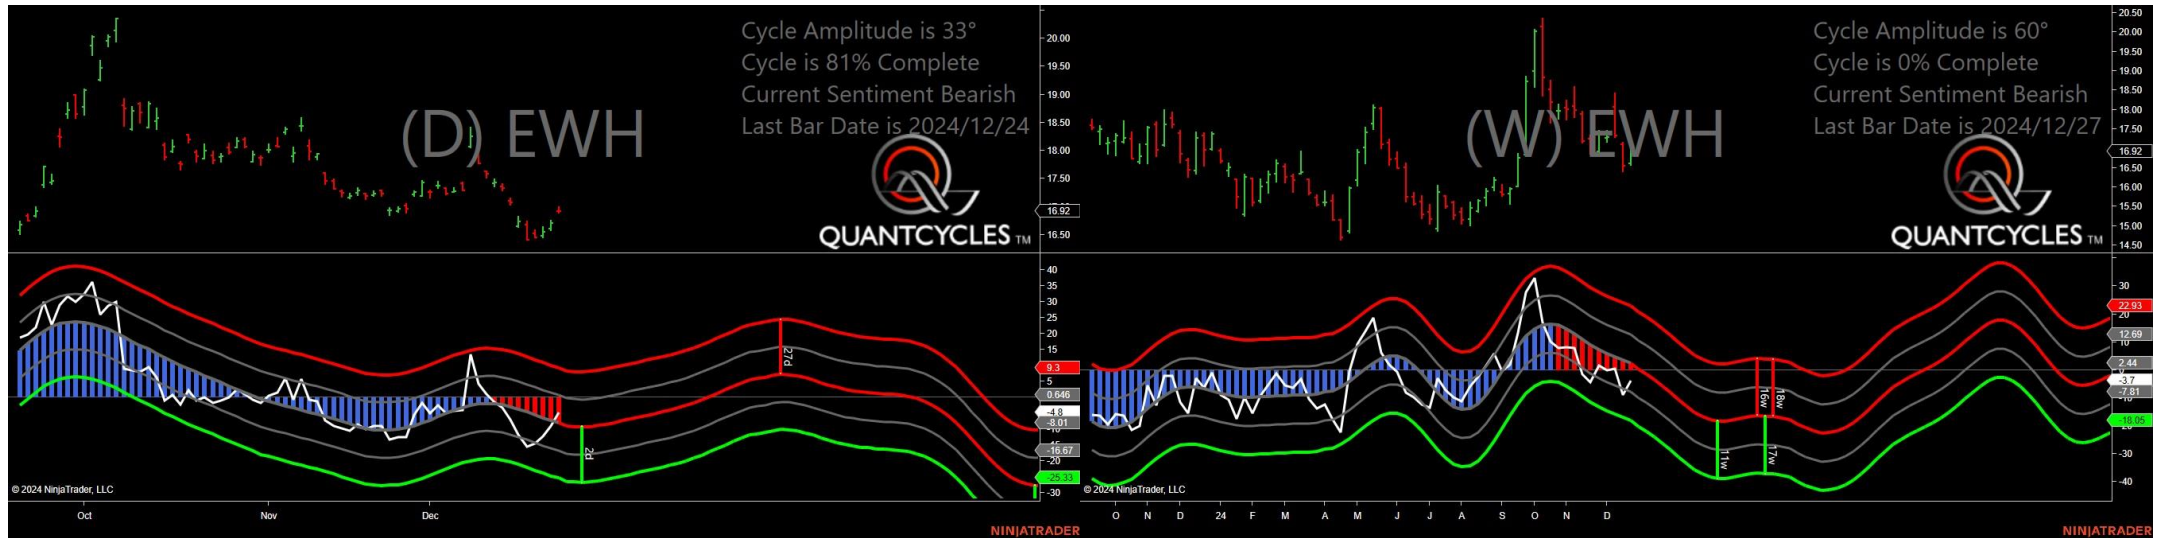 Cycle Amplitude is 33°
Cycle is 81% Complete
Current Sentiment Bearish
Last Bar Date is 2024/12/24
(D) EWH
QUANTCYCLES TM
20.00
19.50
19.00
18.50
18.00
17.50
16.92
16.50
40
35
30
25
20
15
9.3
5
0.646
-4.8
-8.01
-16.67
-20
-25.33
-30
27d
2d
© 2024 NinjaTrader, LLC
Oct Nov Dec
NINJATRADER
Cycle Amplitude is 60°
Cycle is 0% Complete
Current Sentiment Bearish
Last Bar Date is 2024/12/27
(W) EWH
QUANTCYCLES TM
20.50
20.00
19.50
19.00
18.50
18.00
17.50
16.92
16.50
16.00
15.50
15.00
14.50
30
22.93
20
12.69
2.44
-3.7
-7.81
-18.05
-30
-40
11w
16w
17w
18w
© 2024 NinjaTrader, LLC
O N D 24 F M A M J J A S O N D
NINJATRADER